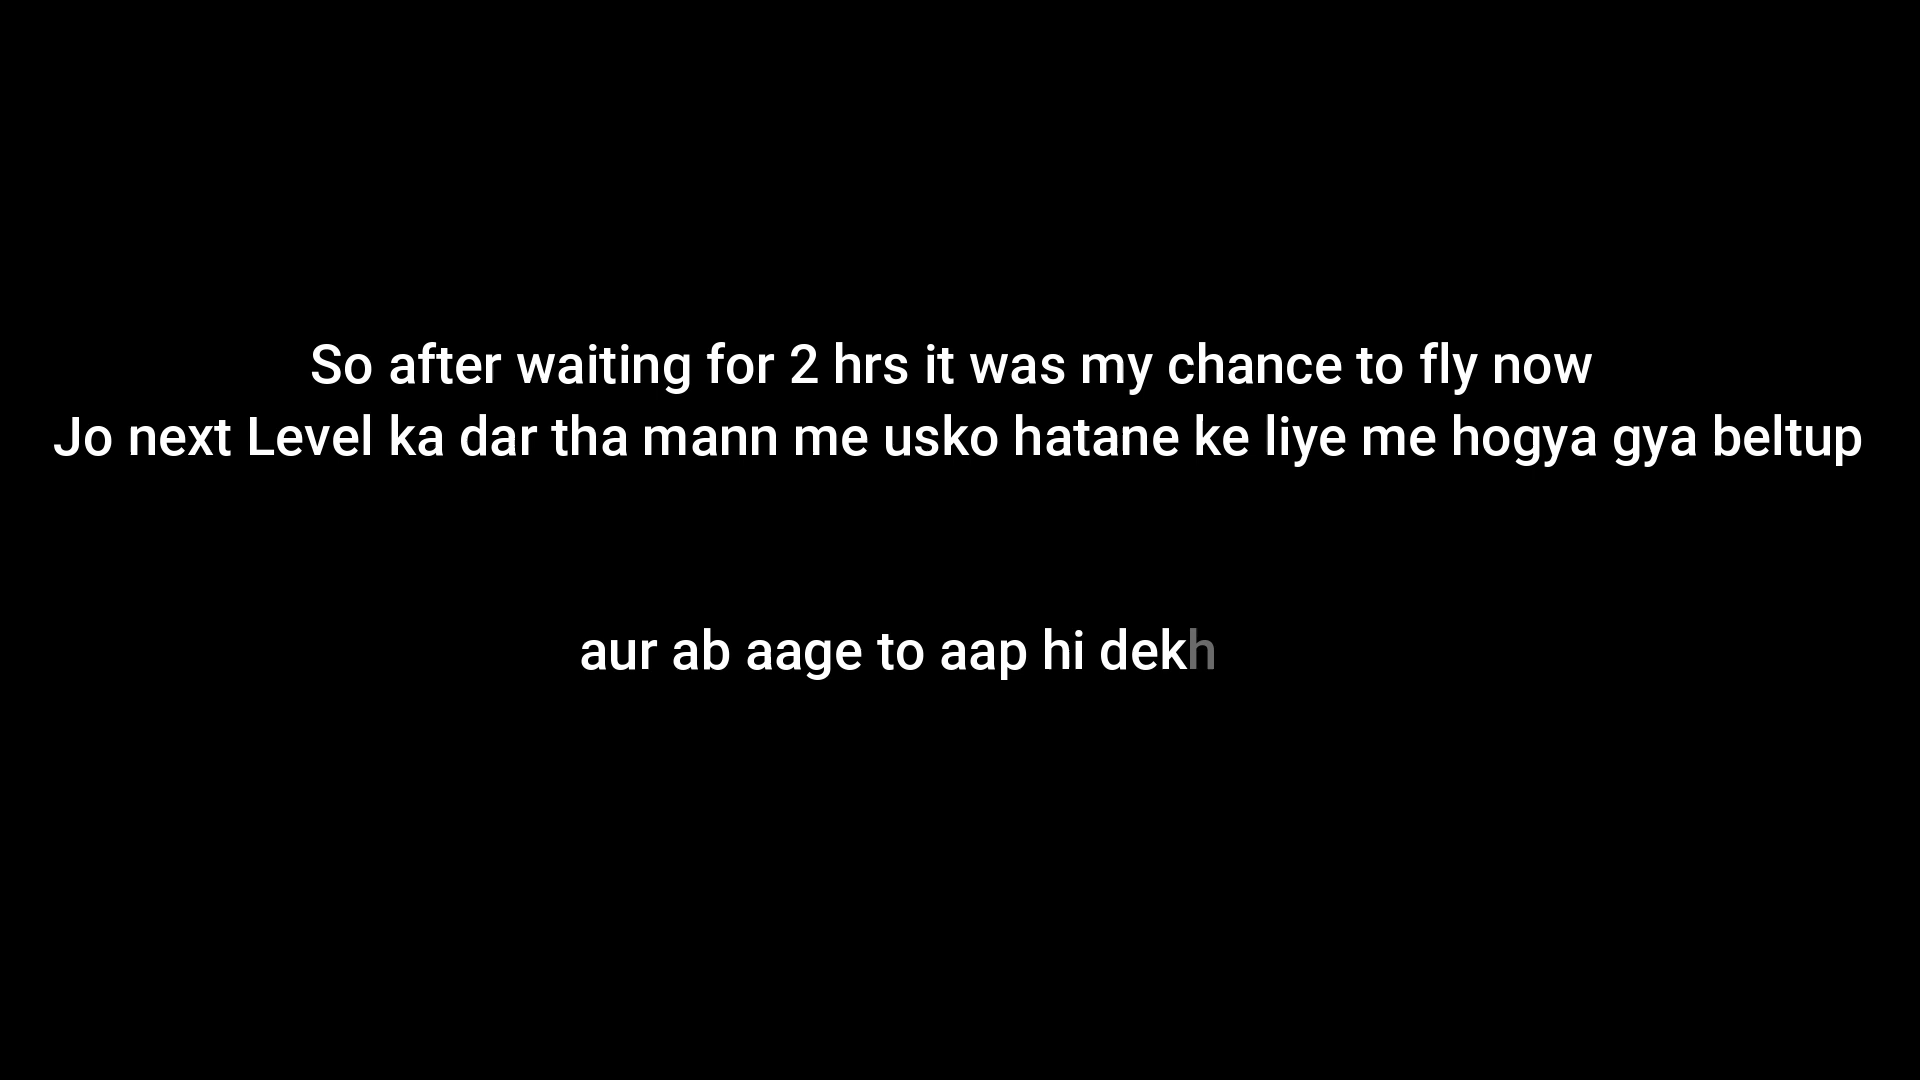 So after waiting for 2 hrs it was my chance to fly now
Jo next Level ka dar tha mann me usko hatane ke liye me hogya gya beltup
aur ab aage to aap hi dekh